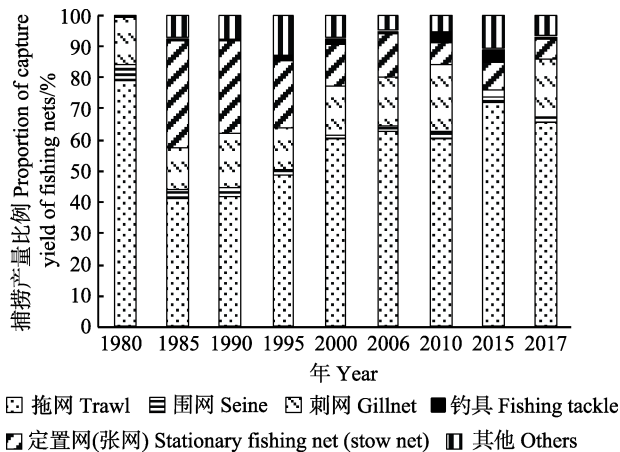 捕捞产量比例 Proportion of capture
yield of fishing nets/%
100
90
80
70
60
50
40
30
20
10
0
1980 1985 1990 1995 2000 2006 2010 2015 2017
年 Year
拖网 Trawl 围网 Seine 刺网 Gillnet 钓具 Fishing tackle
定置网(张网) Stationary fishing net (stow net) 其他 Others